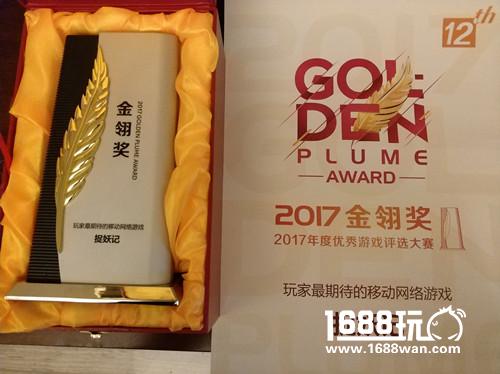 金翎奖
2017 GOLDEN PLUME AWARD
玩家最期待的移动网络游戏
捉妖记
12th
GOL-
DEN
PLUME
AWARD
2017金翎奖
2017年度优秀游戏评选大赛
玩家最期待的移动网络游戏
1688玩
www.1688wan.com